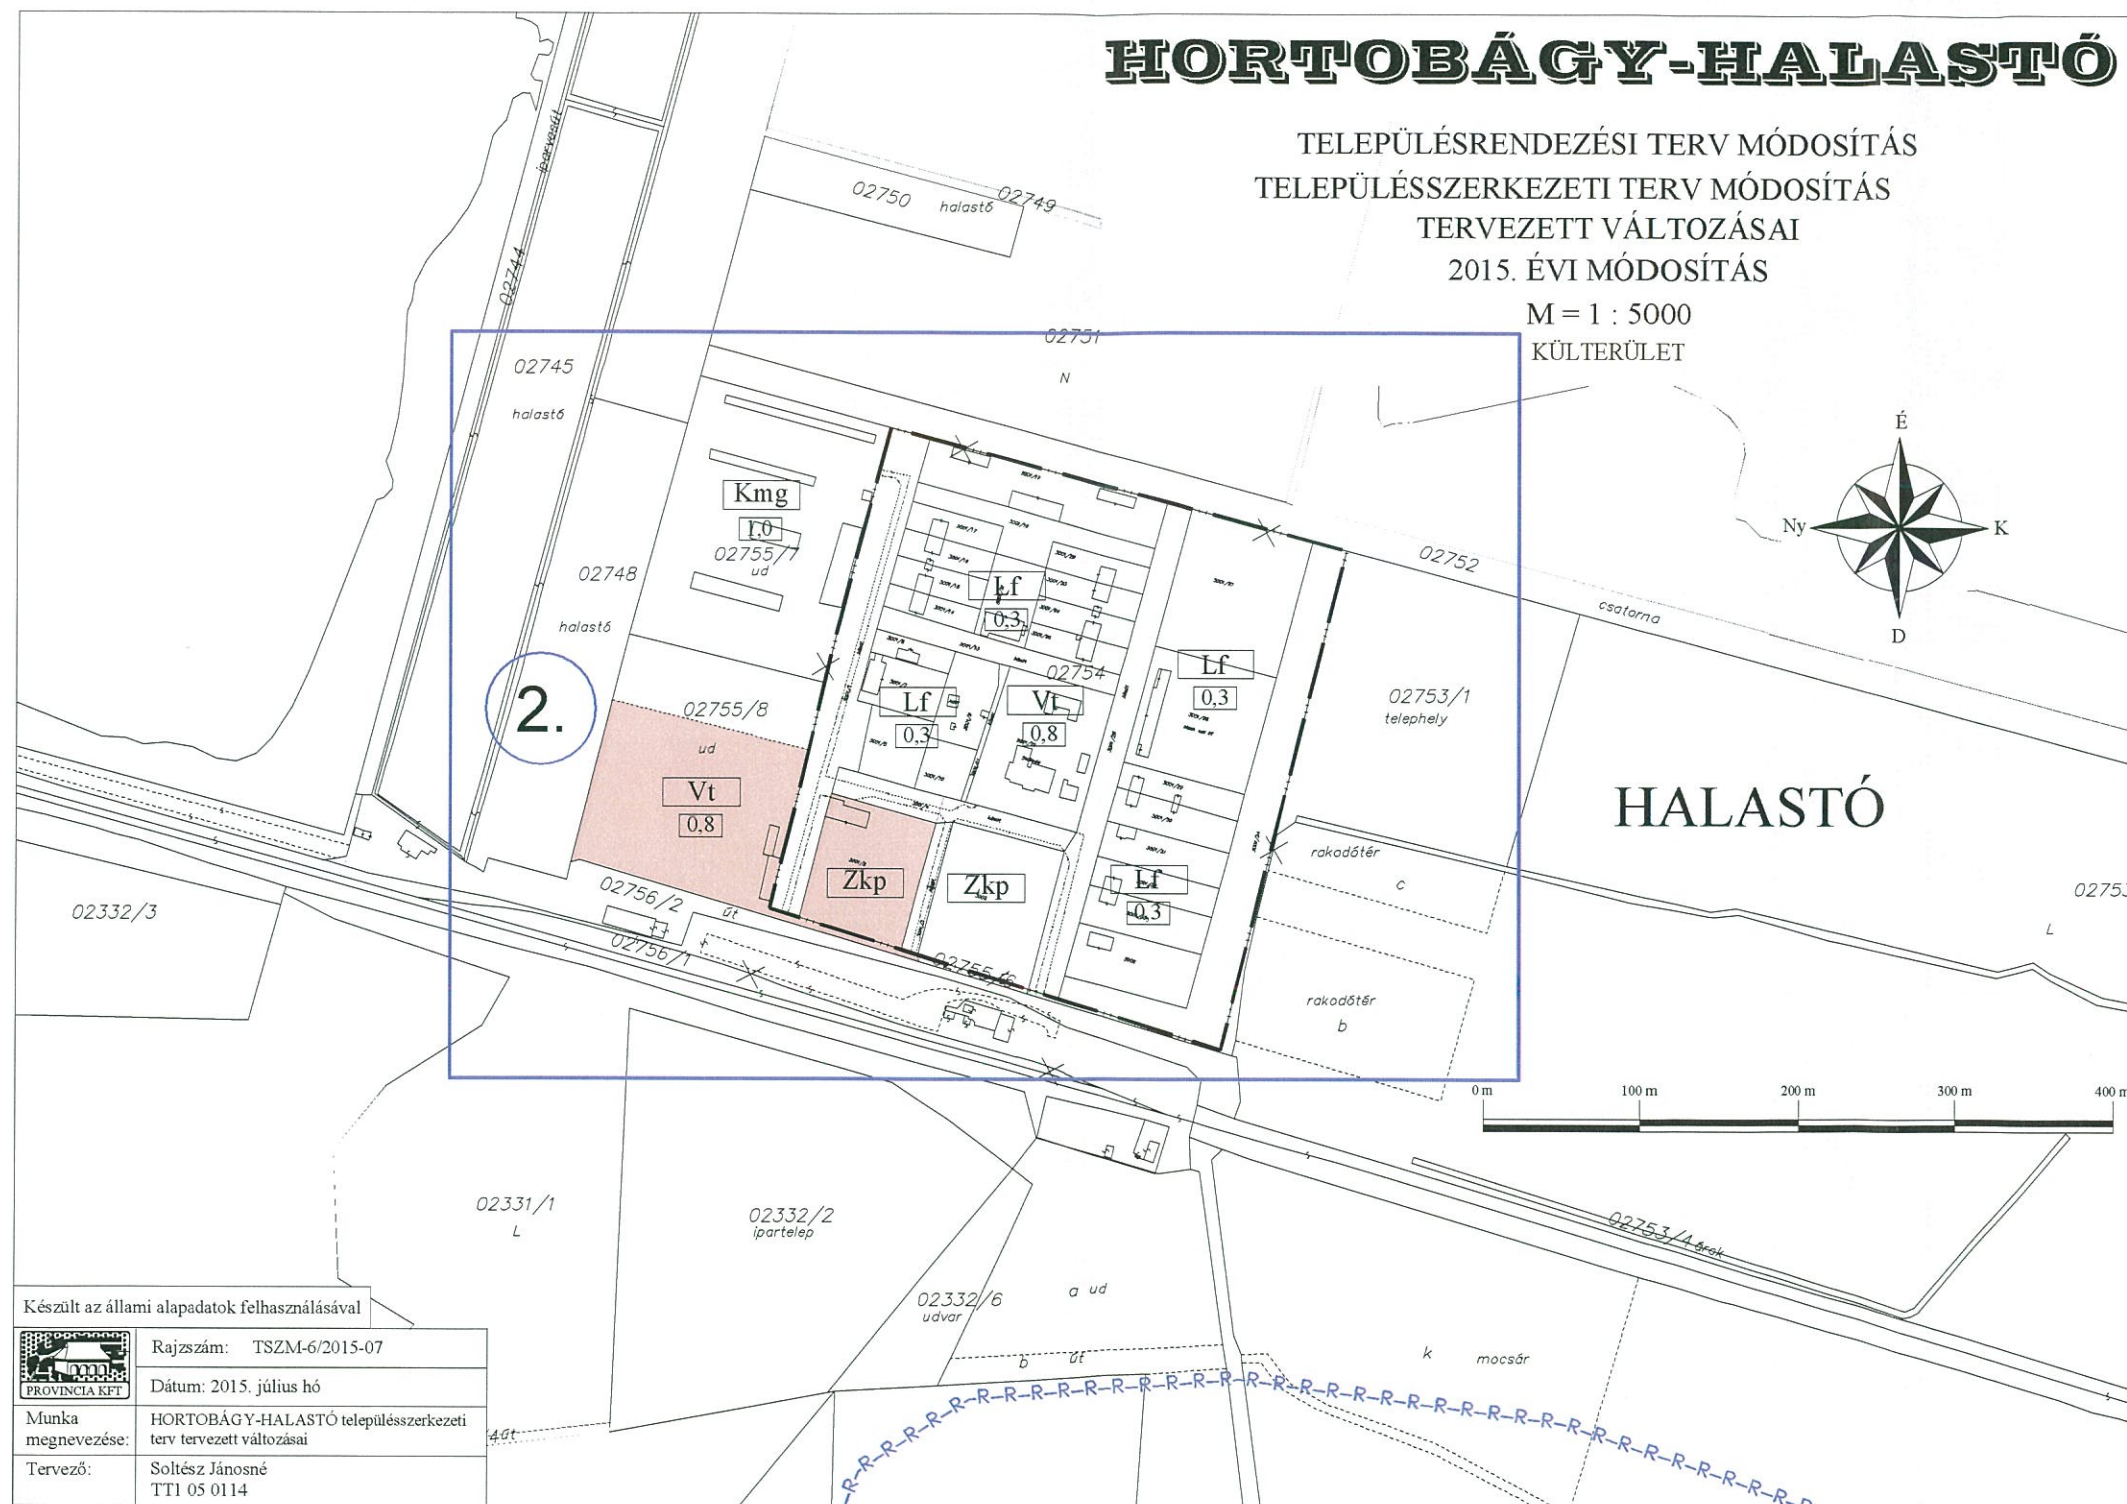 HORTOBÁGY-HALASTÓ
TELEPÜLÉSRENDEZÉSI TERV MÓDOSÍTÁS
TELEPÜLÉSSZERKEZETI TERV MÓDOSÍTÁS
TERVEZETT VÁLTOZÁSAI
2015. ÉVI MÓDOSÍTÁS
M = 1 : 5000
KÜLTERÜLET
iparvasút
02744
02750
halastó
02749
02751
N
02745
halastó
É
Ny
K
D
Kmg
1,0
02755/7
ud
02748
halastó
02752
csatorna
Lf
0,3
02754
Lf
0,3
Vt
0,8
Lf
0,3
02753/1
telephely
2.
02755/8
ud
Vt
0,8
HALASTÓ
Zkp
Zkp
Lf
0,3
rakodótér
c
02753
L
02332/3
02756/2
út
02756/1
02755/6
rakodótér
b
0 m
100 m
200 m
300 m
400 m
02331/1
L
02332/2
ipartelep
02753/4 árok
02332/6
udvar
a ud
b út
k mocsár
R-R-R-R-R-R-R-R-R-R-R-R-R-R-R-R-R-R-R-R-R-R-R-R-R-R-R-R-R-R-R-R-R-R-R-R
4út
Készült az állami alapadatok felhasználásával
PROVINCIA KFT
Rajzszám: TSZM-6/2015-07
Dátum: 2015. július hó
Munka megnevezése:
HORTOBÁGY-HALASTÓ településszerkezeti
terv tervezett változásai
Tervező:
Soltész Jánosné
TT1 05 0114